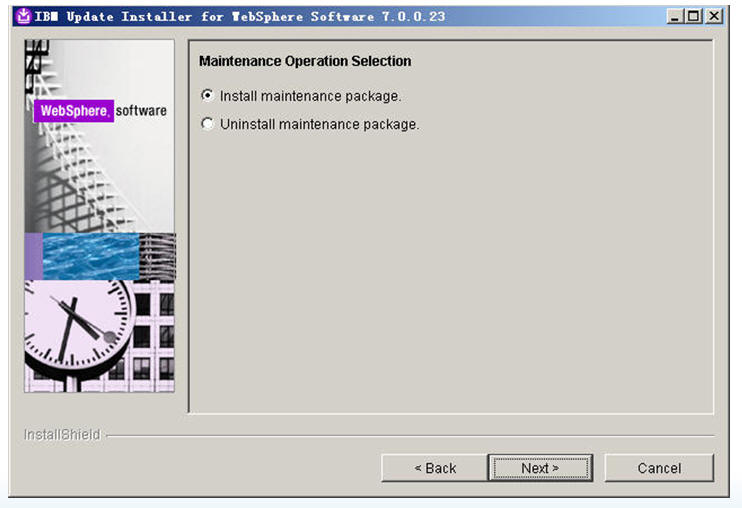 IBM Update Installer for WebSphere Software 7.0.0.23
WebSphere. software
Maintenance Operation Selection
Install maintenance package.
Uninstall maintenance package.
InstallShield
< Back
Next >
Cancel